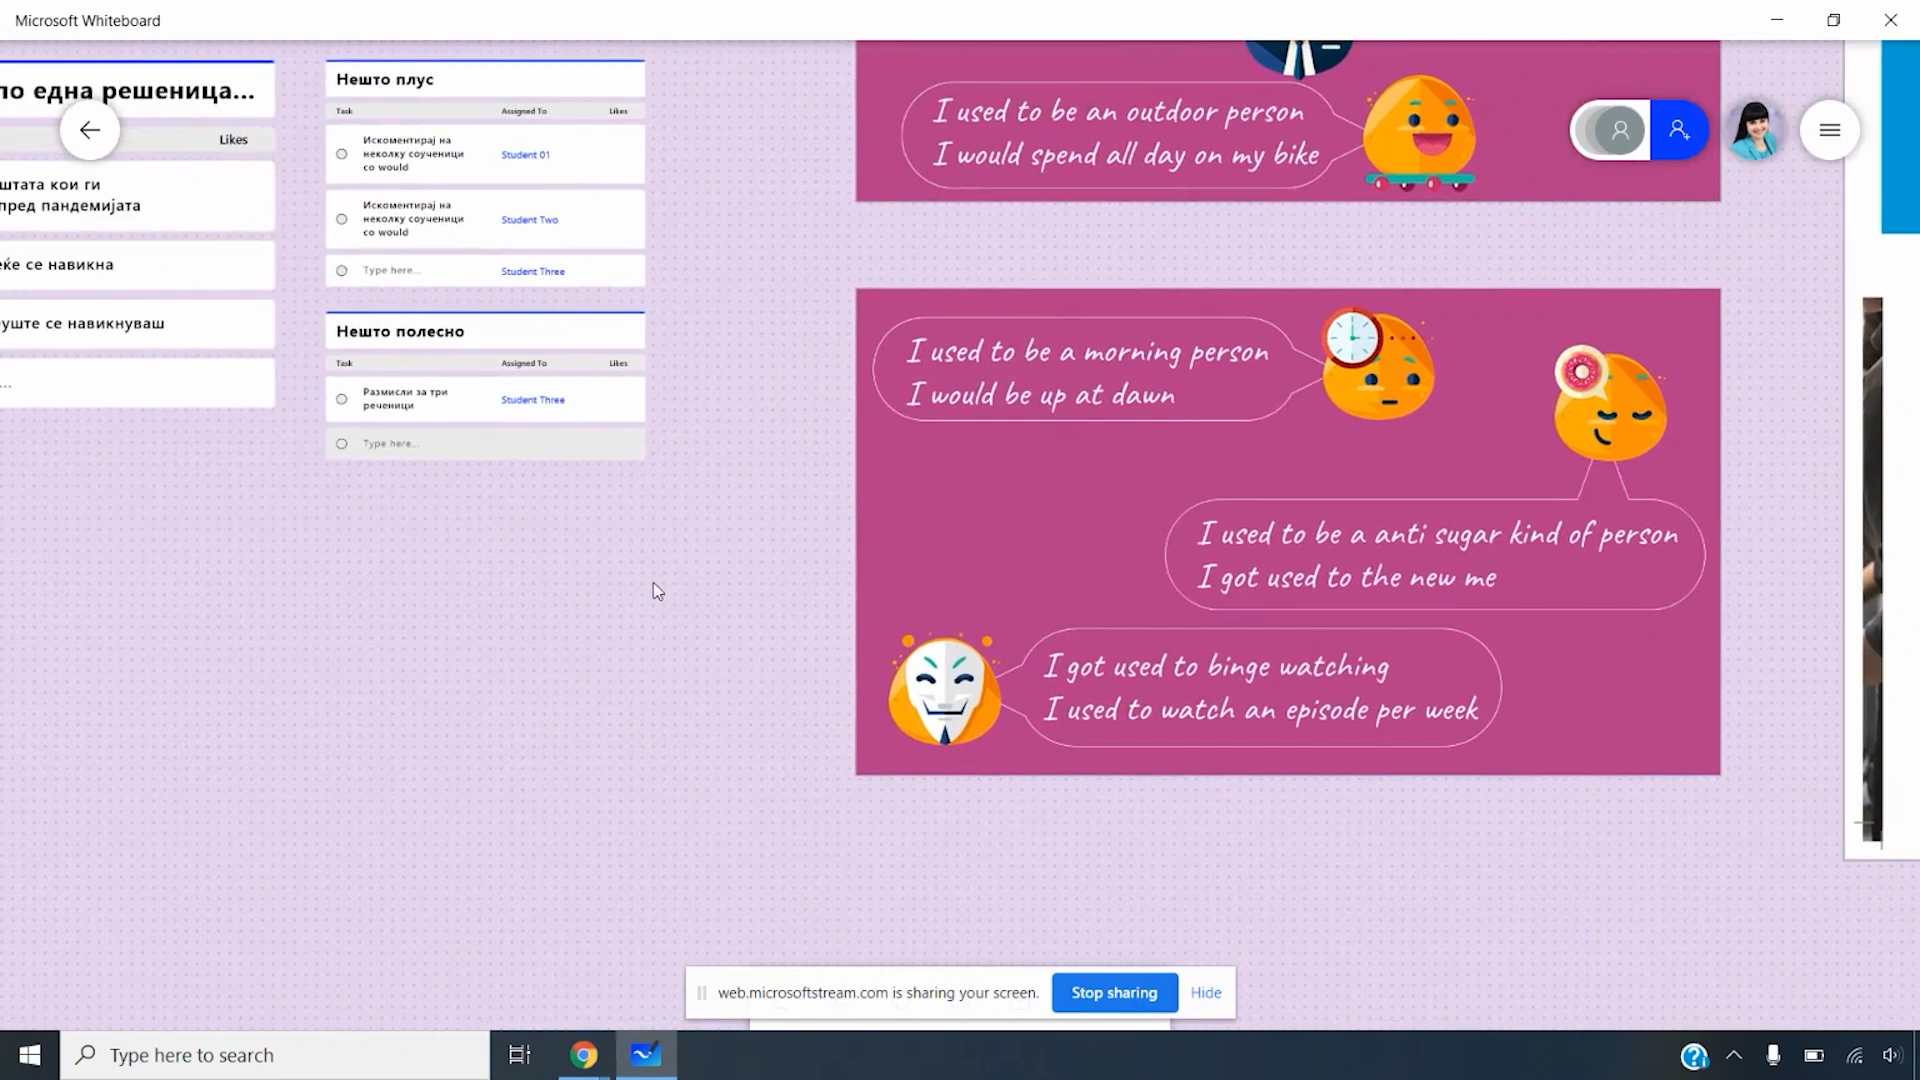 Microsoft Whiteboard
по една решеница...
Likes
штата кои ги
пред пандемијата
ќе се навикна
уште се навикнуваш
...
Нешто плус
Task Assigned To Likes
Искоментирај на
неколку соученици
со would
Student 01
Искоментирај на
неколку соученици
со would
Student Two
Type here...
Student Three
Нешто полесно
Task Assigned To Likes
Размисли за три
реченици
Student Three
Type here...
I used to be an outdoor person
I would spend all day on my bike
I used to be a morning person
I would be up at dawn
I used to be a anti sugar kind of person
I got used to the new me
I got used to binge watching
I used to watch an episode per week
web.microsoftstream.com is sharing your screen.
Stop sharing
Hide
Type here to search